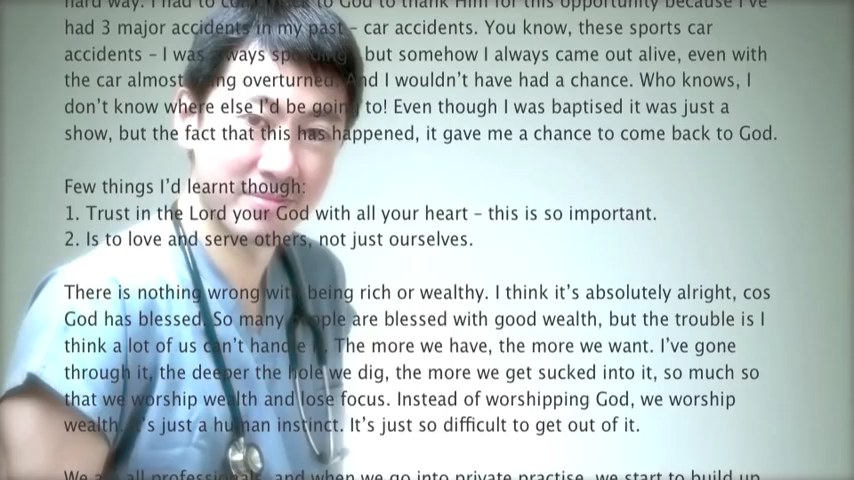 hard way. I had to come back to God to thank Him for this opportunity because I've
had 3 major accidents in my past – car accidents. You know, these sports car
accidents – I was always speeding, but somehow I always came out alive, even with
the car almost being overturned. And I wouldn't have had a chance. Who knows, I
don't know where else I'd be going to! Even though I was baptised it was just a
show, but the fact that this has happened, it gave me a chance to come back to God.
Few things I'd learnt though:
1. Trust in the Lord your God with all your heart – this is so important.
2. Is to love and serve others, not just ourselves.
There is nothing wrong with being rich or wealthy. I think it's absolutely alright, cos
God has blessed. So many people are blessed with good wealth, but the trouble is I
think a lot of us can't handle it. The more we have, the more we want. I've gone
through it, the deeper the hole we dig, the more we get sucked into it, so much so
that we worship wealth and lose focus. Instead of worshipping God, we worship
wealth. It's just a human instinct. It's just so difficult to get out of it.
We are all professionals, and when we go into private practise, we start to build up